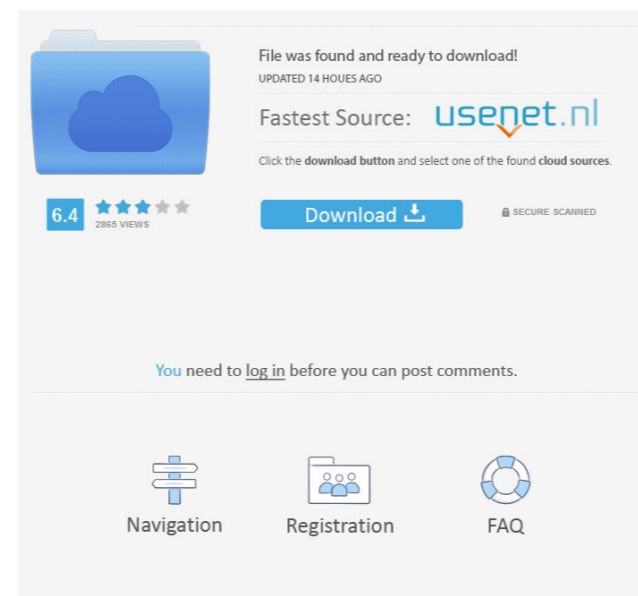 File was found and ready to download!
UPDATED 14 HOUES AGO
Fastest Source: usenet.nl
Click the download button and select one of the found cloud sources.
6.4
2865 VIEWS
Download
SECURE SCANNED
You need to log in before you can post comments.
Navigation
Registration
FAQ